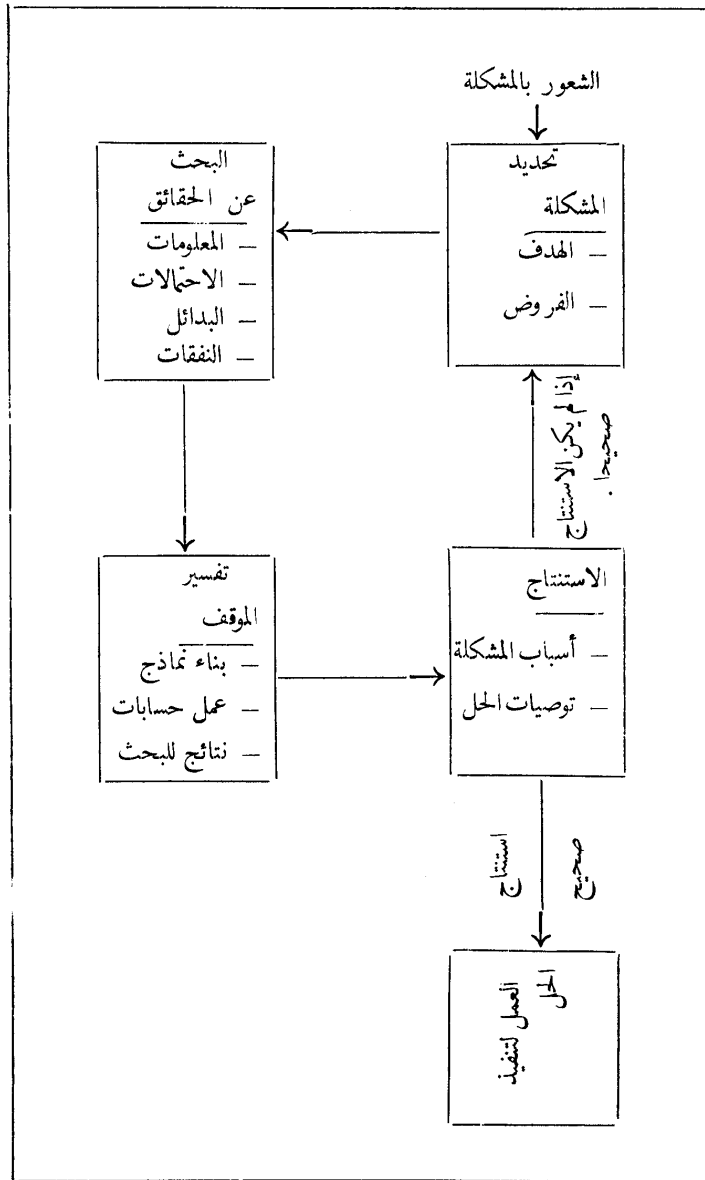 الشعور بالمشكلة
تحديد
المشكلة
– الهدف
– الفروض
البحث
عن الحقائق
– المعلومات
– الاحتمالات
– البدائل
– النفقات
تفسير
الموقف
– بناء نماذج
– عمل حسابات
– نتائج للبحث
الاستنتاج
– أسباب المشكلة
– توصيات الحل
إذا لم يكن الاستنتاج
صحيحا .
استنتاج
صحيح
العمل لتنفيذ
الحل